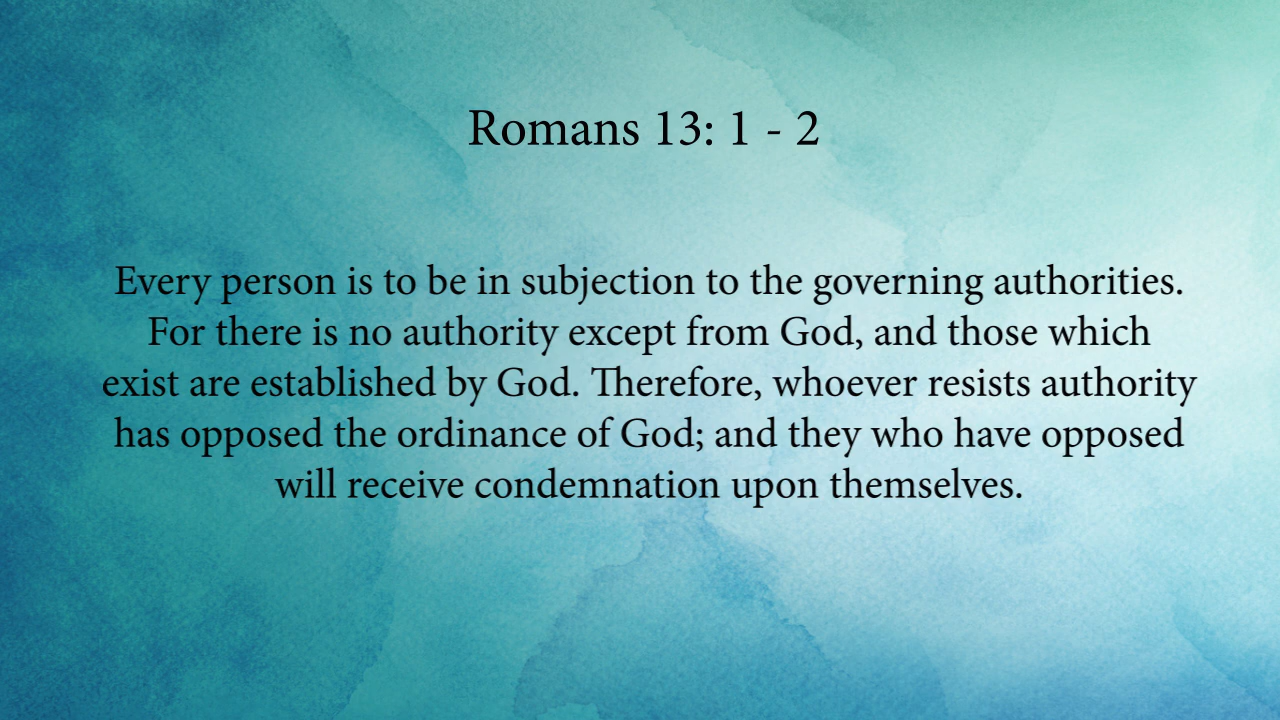 Romans 13: 1 - 2
Every person is to be in subjection to the governing authorities.
For there is no authority except from God, and those which
exist are established by God. Therefore, whoever resists authority
has opposed the ordinance of God; and they who have opposed
will receive condemnation upon themselves.